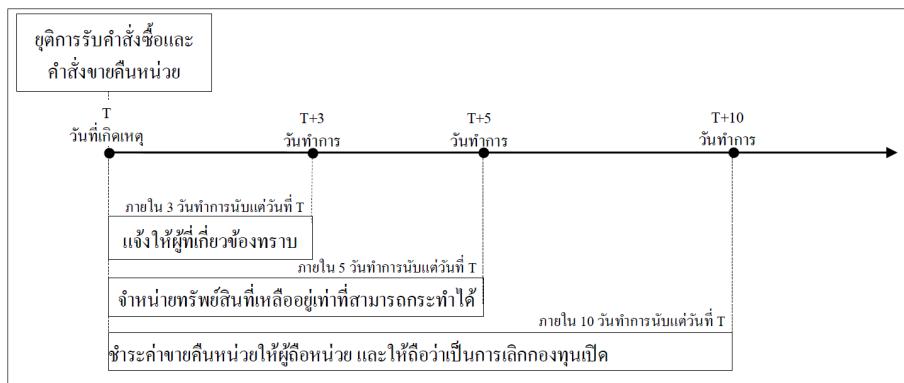 ยุติการรับคำสั่งซื้อและ
คำสั่งขายคืนหน่วย
T
วันที่เกิดเหตุ
T+3
วันทำการ
T+5
วันทำการ
T+10
วันทำการ
ภายใน 3 วันทำการนับแต่วันที่ T
แจ้งให้ผู้ที่เกี่ยวข้องทราบ
ภายใน 5 วันทำการนับแต่วันที่ T
จำหน่ายทรัพย์สินที่เหลืออยู่เท่าที่สามารถกระทำได้
ภายใน 10 วันทำการนับแต่วันที่ T
ชำระค่าขายคืนหน่วยให้ผู้ถือหน่วย และให้ถือว่าเป็นการเลิกกองทุนเปิด